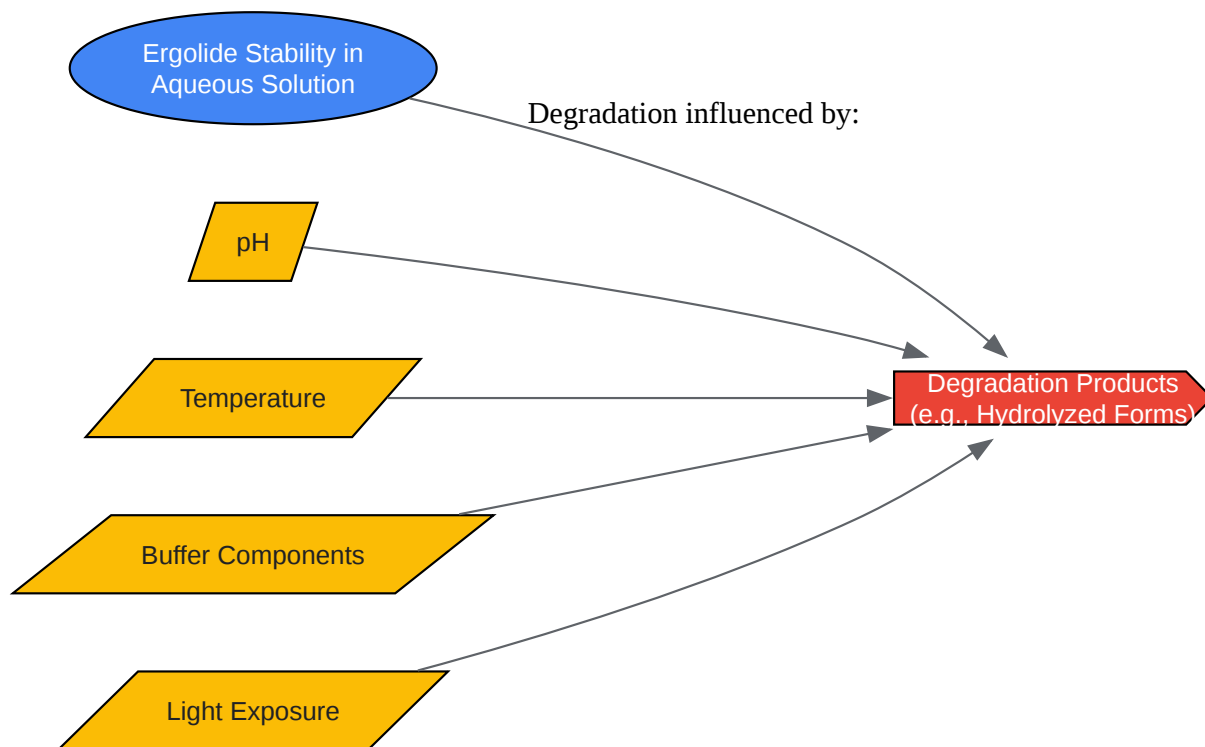 Ergolide Stability in
Aqueous Solution
Degradation influenced by:
pH
Temperature
Degradation Products
(e.g., Hydrolyzed Forms)
Buffer Components
Light Exposure